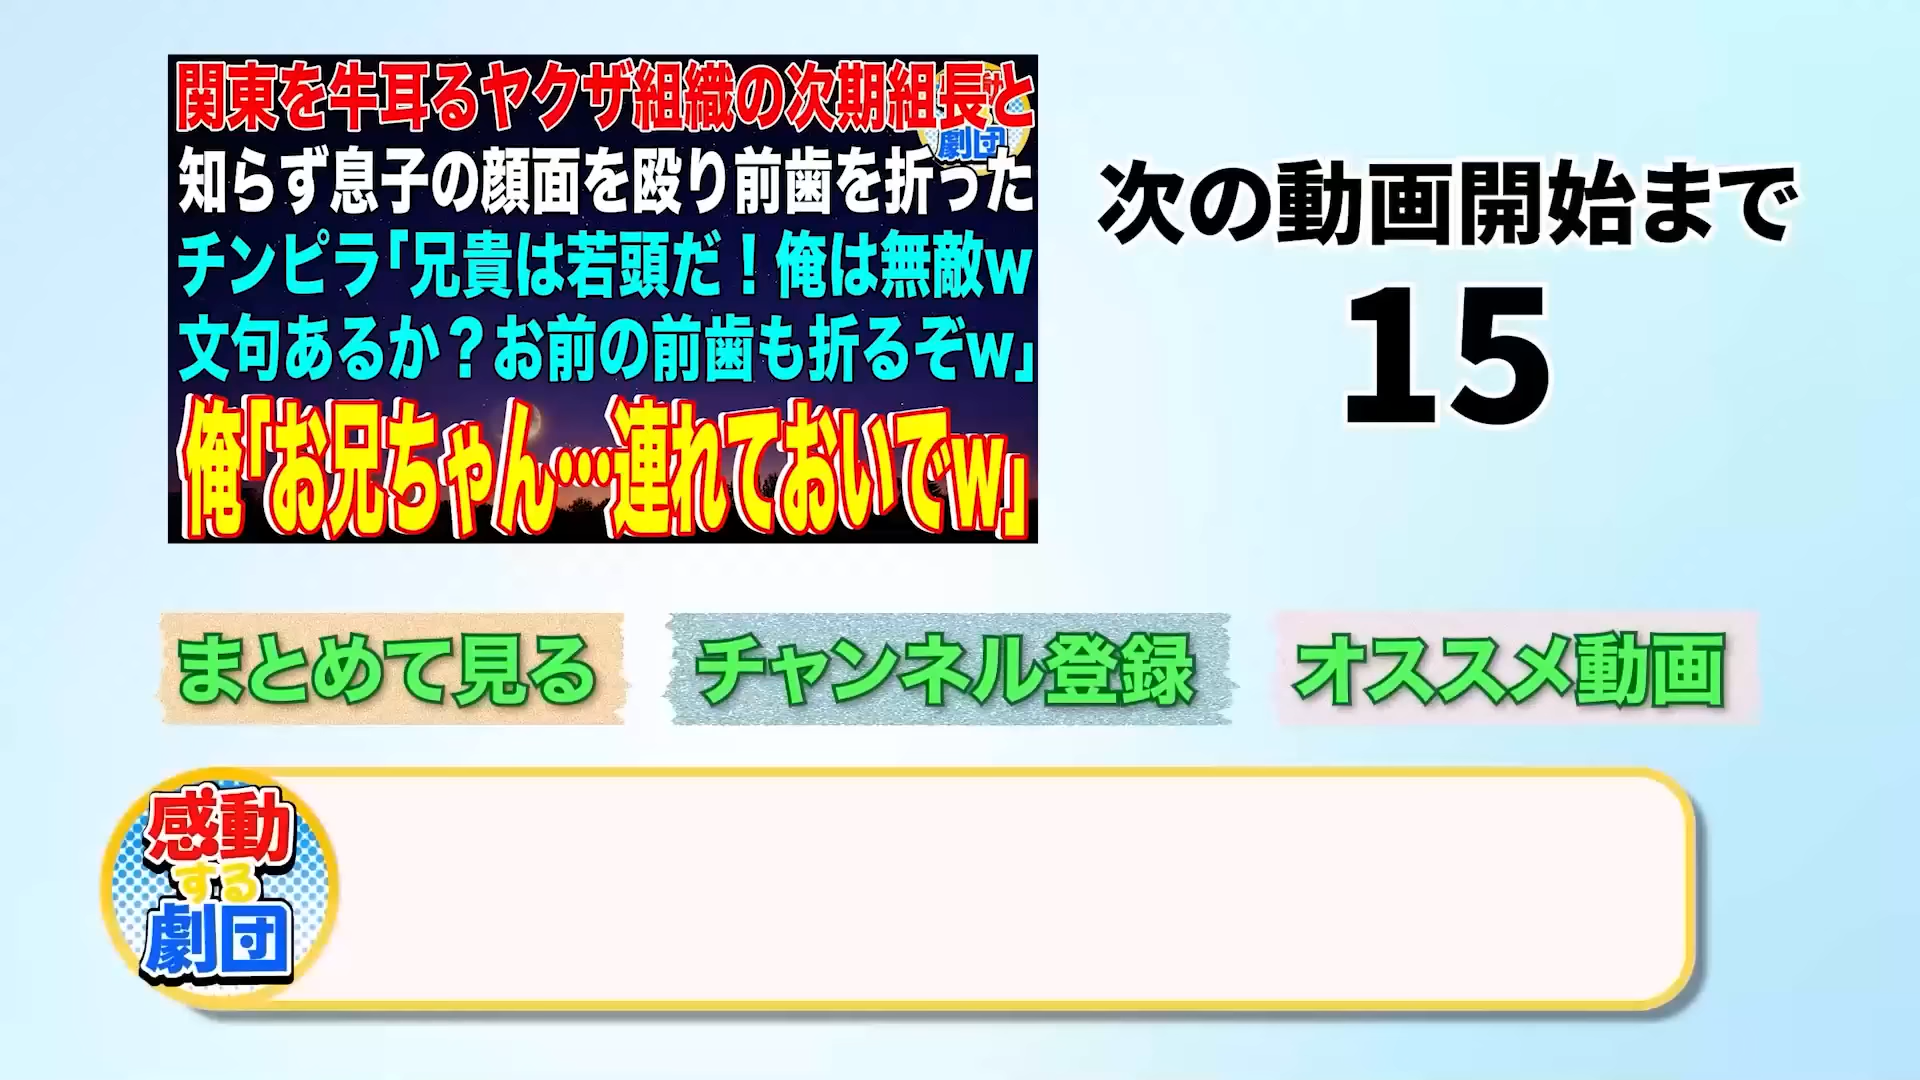 関東を牛耳るヤクザ組織の次期組長と
知らず息子の顔面を殴り前歯を折った
チンピラ「兄貴は若頭だ！俺は無敵w
文句あるか？お前の前歯も折るぞw」
俺「お兄ちゃん…連れておいでw」
劇団
次の動画開始まで
15
まとめて見る
チャンネル登録
オススメ動画
感動
する
劇団